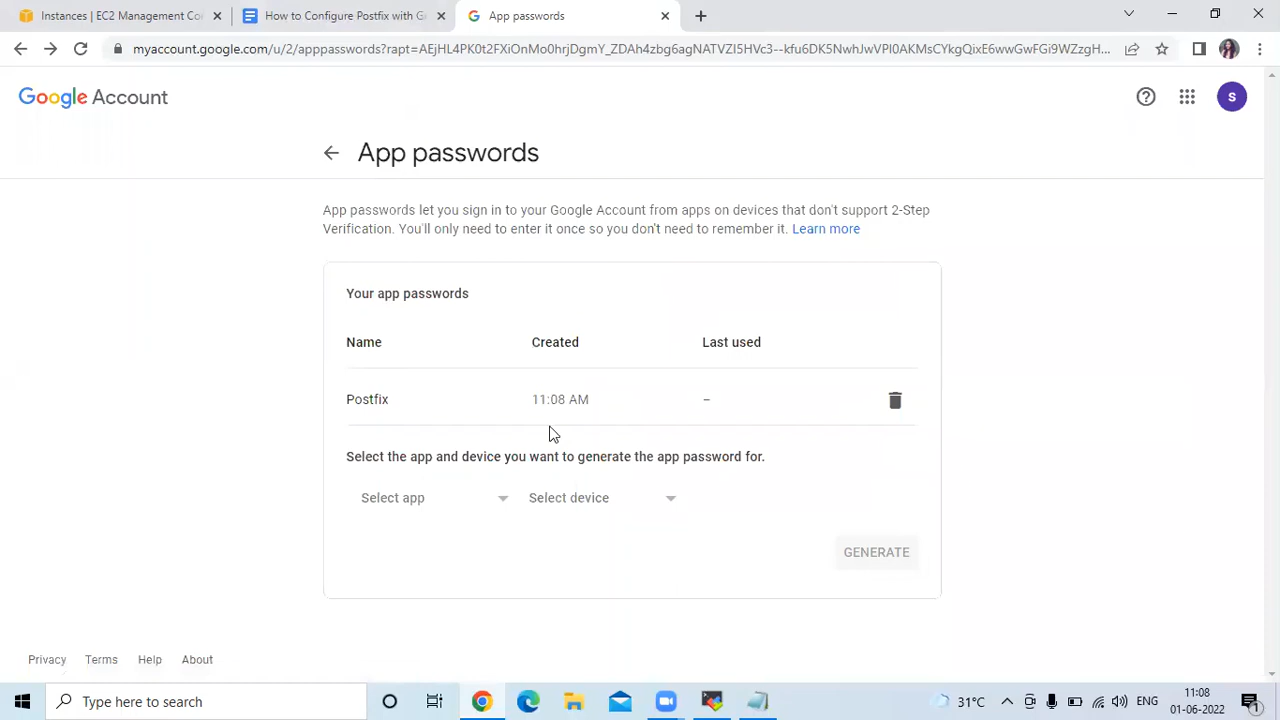 Instances | EC2 Management Con
How to Configure Postfix with G
App passwords
myaccount.google.com/u/2/apppasswords?rapt=AEjHL4PK0t2FXiOmMo0hrjDgmY_ZDAh4zbg6agNATVZI5HVc3--kfu6DK5NwhJwVPl0AKMsCYkgQixE6wwGwFGi9WZzgH...
Google Account
S
App passwords
App passwords let you sign in to your Google Account from apps on devices that don't support 2-Step
Verification. You'll only need to enter it once so you don't need to remember it. Learn more
Your app passwords
Name Created Last used
Postfix 11:08 AM –
Select the app and device you want to generate the app password for.
Select app Select device
GENERATE
Privacy Terms Help About
Type here to search
31°C
ENG
11:08
01-06-2022
1